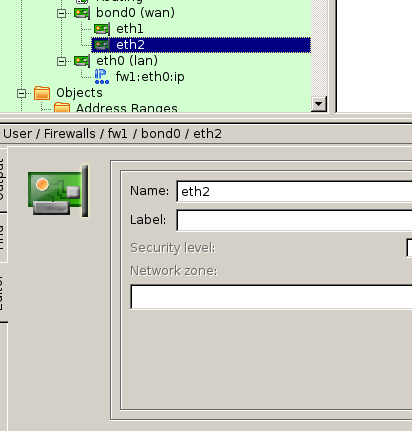 bond0 (wan)
eth1
eth2
eth0 (lan)
fw1:eth0:ip
Objects
Address Ranges
User / Firewalls / fw1 / bond0 / eth2
Output
Find
Editor
Name: eth2
Label:
Security level:
Network zone: